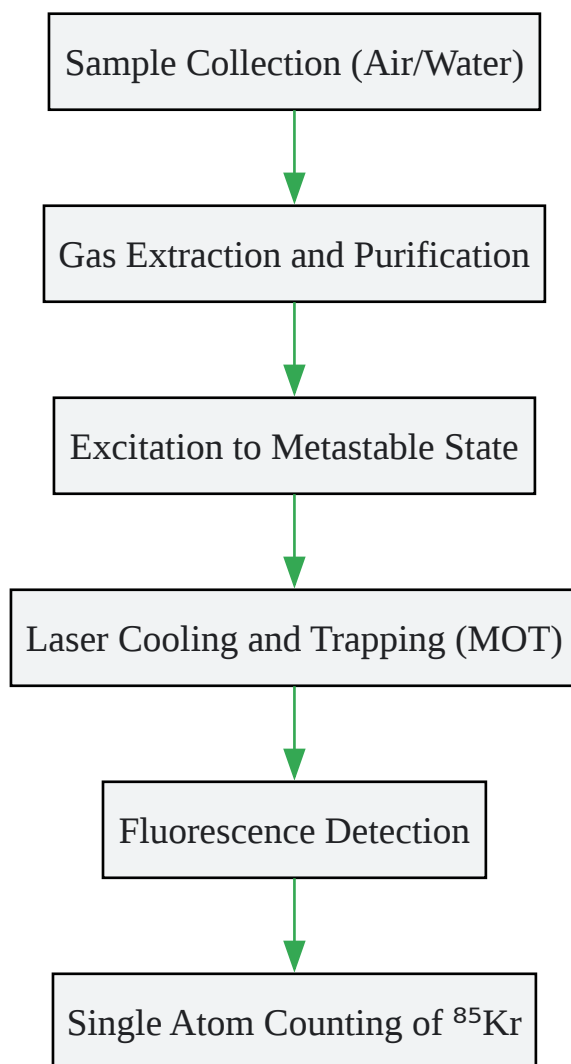 Sample Collection (Air/Water)
Gas Extraction and Purification
Excitation to Metastable State
Laser Cooling and Trapping (MOT)
Fluorescence Detection
Single Atom Counting of ⁸⁵Kr